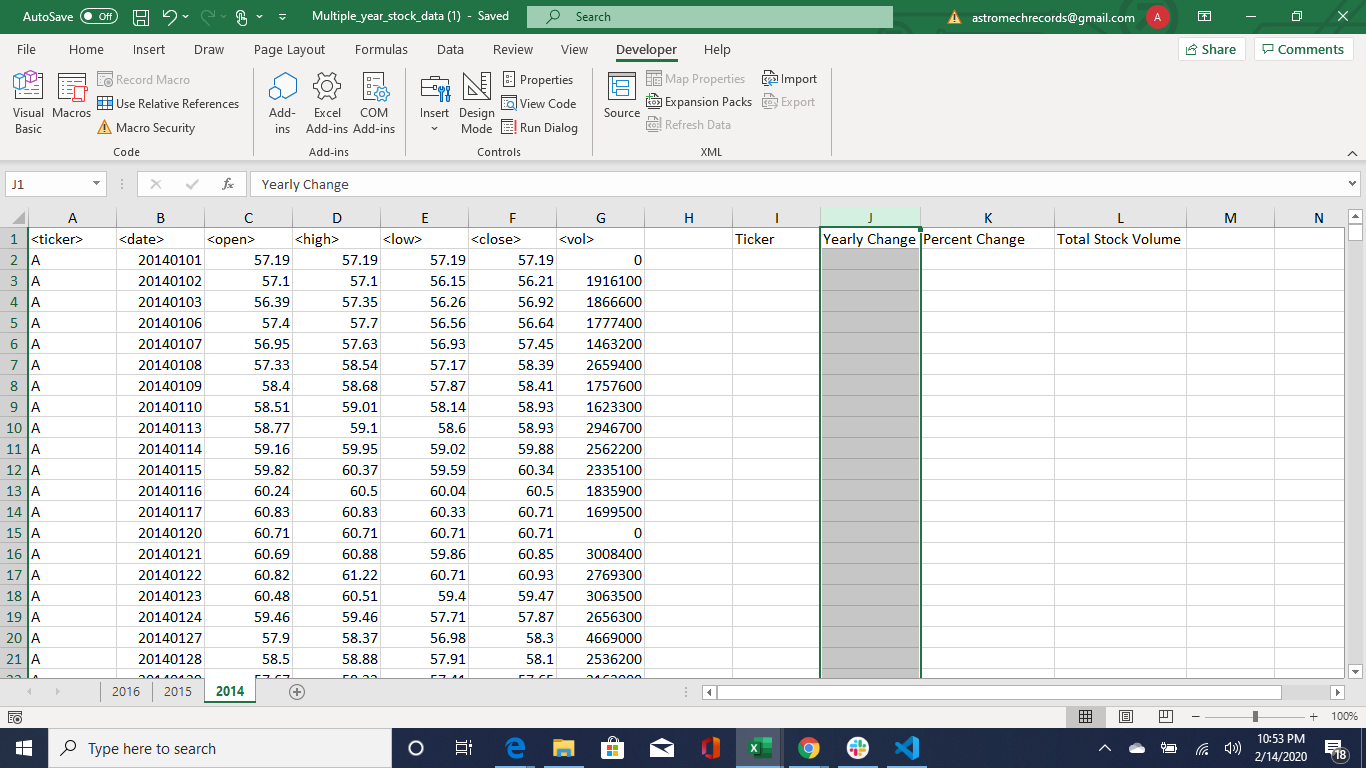 AutoSave Off Multiple_year_stock_data (1) - Saved Search astromechrecords@gmail.com A
File Home Insert Draw Page Layout Formulas Data Review View Developer Help Share Comments
Visual Basic Macros Record Macro Use Relative References Macro Security
Code
Add-ins Excel Add-ins COM Add-ins
Add-ins
Insert Design Mode Properties View Code Run Dialog
Controls
Source Map Properties Expansion Packs Refresh Data Import Export
XML
J1 fx Yearly Change
A B C D E F G H I J K L M N
1 <ticker> <date> <open> <high> <low> <close> <vol> Ticker Yearly Change Percent Change Total Stock Volume
2 A 20140101 57.19 57.19 57.19 57.19 0
3 A 20140102 57.1 57.1 56.15 56.21 1916100
4 A 20140103 56.39 57.35 56.26 56.92 1866600
5 A 20140106 57.4 57.7 56.56 56.64 1777400
6 A 20140107 56.95 57.63 56.93 57.45 1463200
7 A 20140108 57.33 58.54 57.17 58.39 2659400
8 A 20140109 58.4 58.68 57.87 58.41 1757600
9 A 20140110 58.51 59.01 58.14 58.93 1623300
10 A 20140113 58.77 59.1 58.6 58.93 2946700
11 A 20140114 59.16 59.95 59.02 59.88 2562200
12 A 20140115 59.82 60.37 59.59 60.34 2335100
13 A 20140116 60.24 60.5 60.04 60.5 1835900
14 A 20140117 60.83 60.83 60.33 60.71 1699500
15 A 20140120 60.71 60.71 60.71 60.71 0
16 A 20140121 60.69 60.88 59.86 60.85 3008400
17 A 20140122 60.82 61.22 60.71 60.93 2769300
18 A 20140123 60.48 60.51 59.4 59.47 3063500
19 A 20140124 59.46 59.46 57.71 57.87 2656300
20 A 20140127 57.9 58.37 56.98 58.3 4669000
21 A 20140128 58.5 58.88 57.91 58.1 2536200
2016 2015 2014
100%
Type here to search
10:53 PM
2/14/2020
18